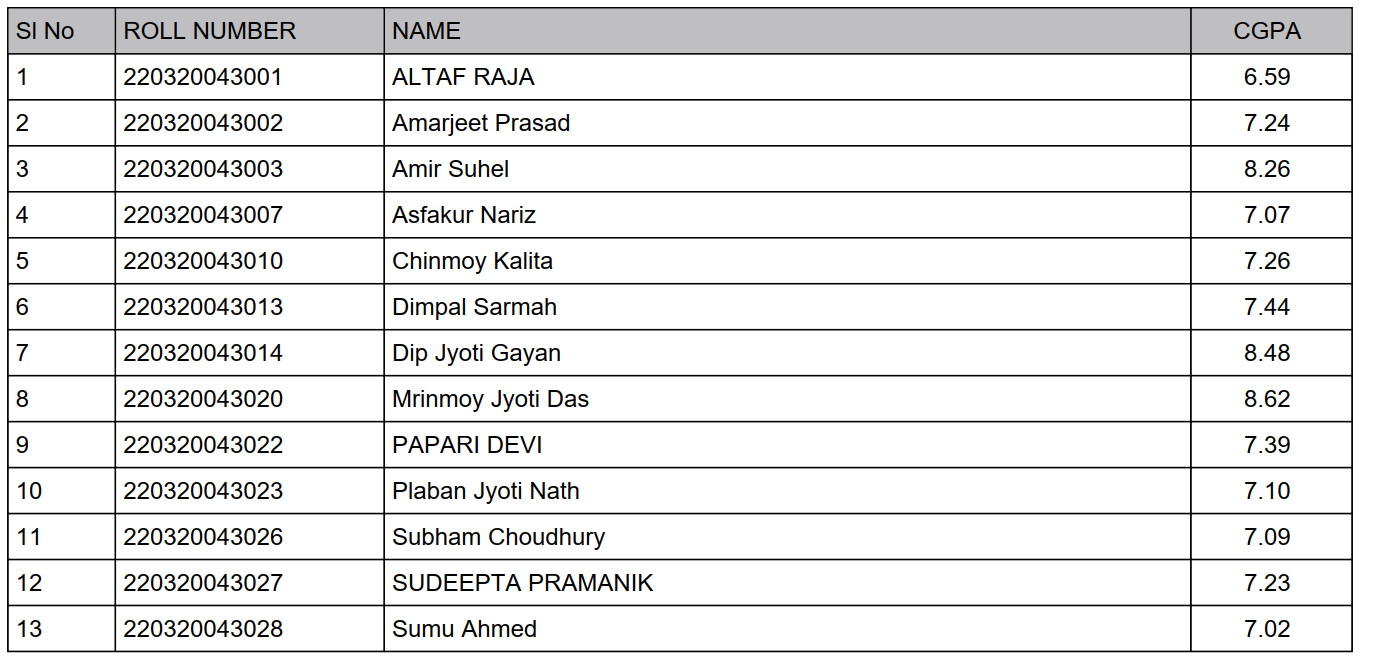 Sl No ROLL NUMBER NAME CGPA
1 220320043001 ALTAF RAJA 6.59
2 220320043002 Amarjeet Prasad 7.24
3 220320043003 Amir Suhel 8.26
4 220320043007 Asfakur Nariz 7.07
5 220320043010 Chinmoy Kalita 7.26
6 220320043013 Dimpal Sarmah 7.44
7 220320043014 Dip Jyoti Gayan 8.48
8 220320043020 Mrinmoy Jyoti Das 8.62
9 220320043022 PAPARI DEVI 7.39
10 220320043023 Plaban Jyoti Nath 7.10
11 220320043026 Subham Choudhury 7.09
12 220320043027 SUDEEPTA PRAMANIK 7.23
13 220320043028 Sumu Ahmed 7.02